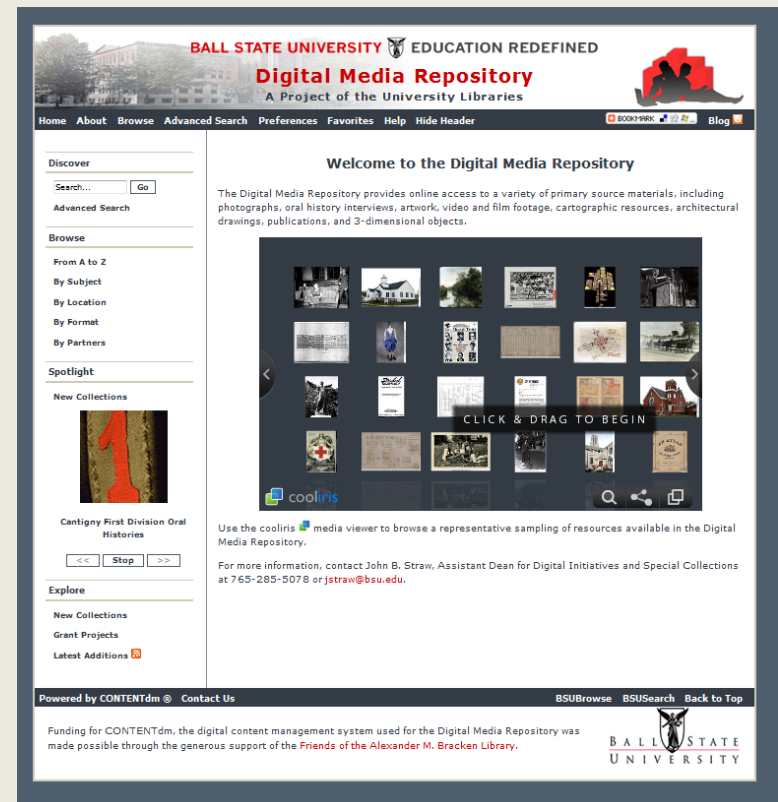 BALL STATE UNIVERSITY EDUCATION REDEFINED
Digital Media Repository
A Project of the University Libraries
Home About Browse Advanced Search Preferences Favorites Help Hide Header BOOKMARK Blog
Discover
Search... Go
Advanced Search
Browse
From A to Z
By Subject
By Location
By Format
By Partners
Spotlight
New Collections
1
Cantigny First Division Oral
Histories
<< Stop >>
Explore
New Collections
Grant Projects
Latest Additions
Welcome to the Digital Media Repository
The Digital Media Repository provides online access to a variety of primary source materials, including
photographs, oral history interviews, artwork, video and film footage, cartographic resources, architectural
drawings, publications, and 3-dimensional objects.
CLICK & DRAG TO BEGIN
cooliris
Use the cooliris media viewer to browse a representative sampling of resources available in the Digital
Media Repository.
For more information, contact John B. Straw, Assistant Dean for Digital Initiatives and Special Collections
at 765-285-5078 or jstraw@bsu.edu.
Powered by CONTENTdm ® Contact Us BSUBrowse BSUSearch Back to Top
Funding for CONTENTdm, the digital content management system used for the Digital Media Repository was
made possible through the generous support of the Friends of the Alexander M. Bracken Library.
BALL STATE
UNIVERSITY